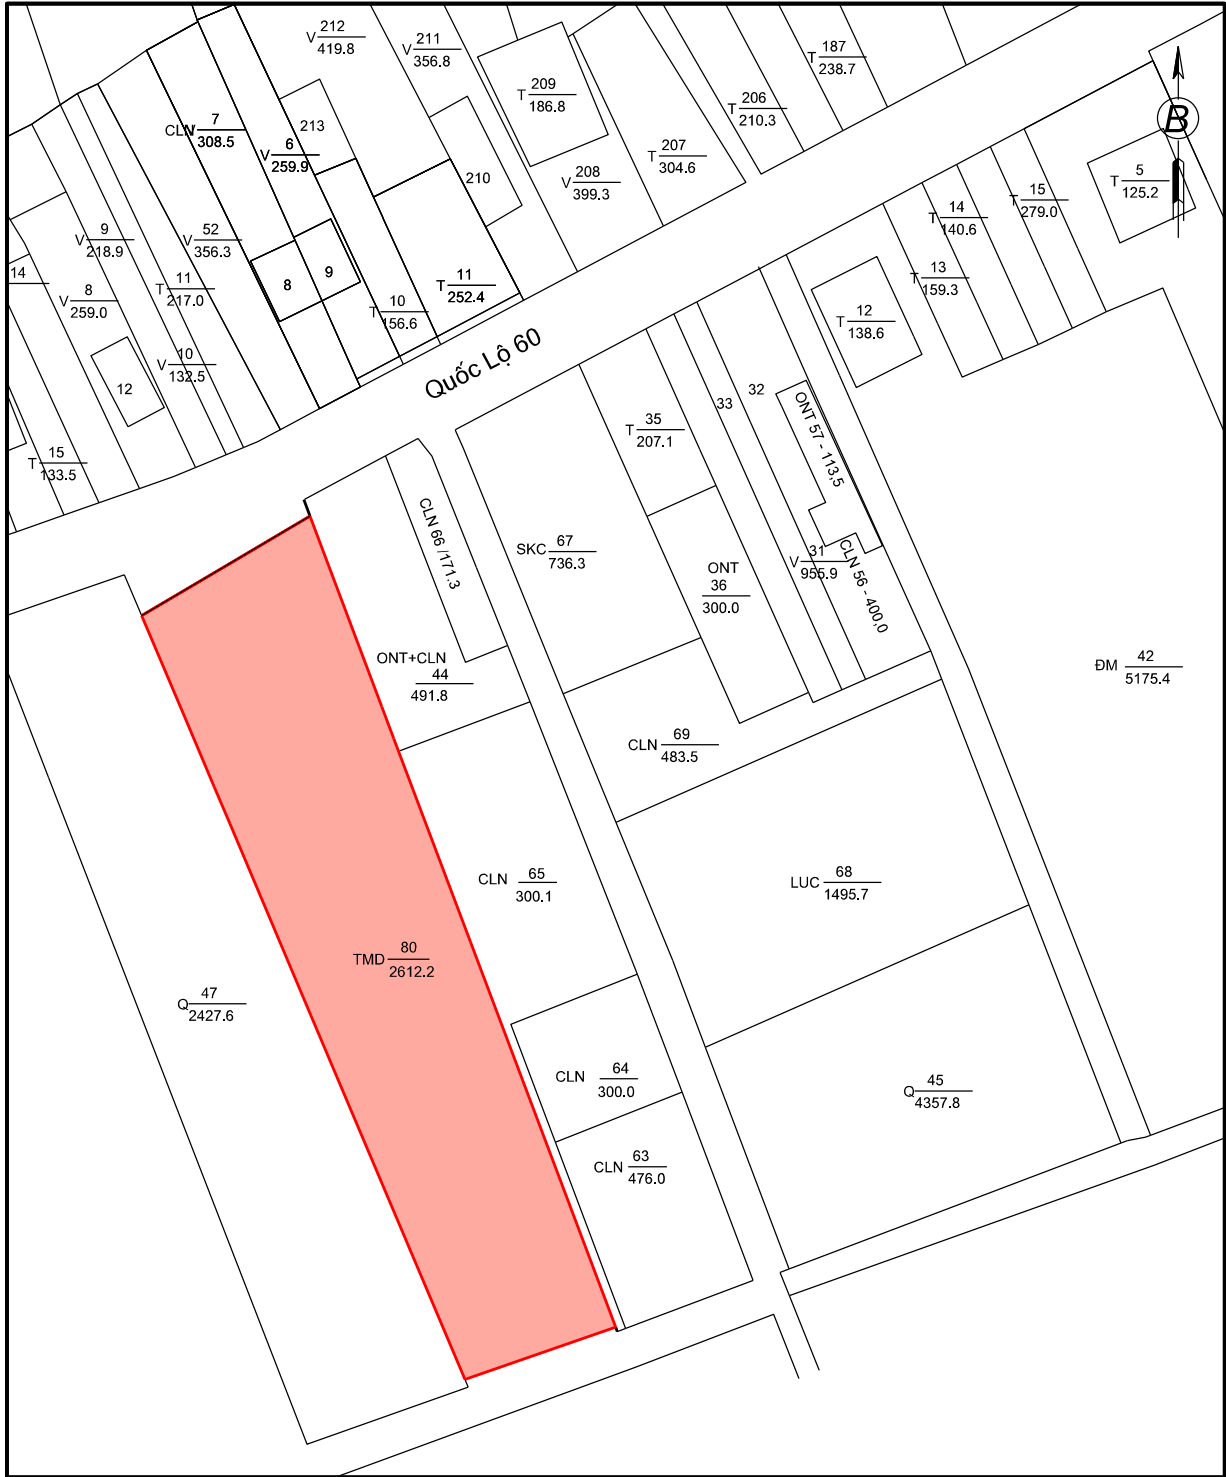 V 212
419.8
V 211
356.8
T 209
186.8
T 187
238.7
T 206
210.3
CLN 7
308.5
213
V 6
259.9
T 207
304.6
V 208
399.3
210
B
T 5
125.2
T 15
279.0
T 14
140.6
T 13
159.3
T 12
138.6
V 9
218.9
V 52
356.3
14
V 8
259.0
T 11
217.0
8
9
T 10
156.6
T 11
252.4
V 10
132.5
12
T 15
133.5
Quốc Lộ 60
T 35
207.1
33
32
ONT 57 - 113,5
CLN 66 /171.3
SKC 67
736.3
ONT
36
300.0
V 31
955.9
CLN 56 - 400,0
ONT+CLN
44
491.8
ĐM 42
5175.4
CLN 69
483.5
CLN 65
300.1
LUC 68
1495.7
TMD 80
2612.2
Q 47
2427.6
CLN 64
300.0
Q 45
4357.8
CLN 63
476.0